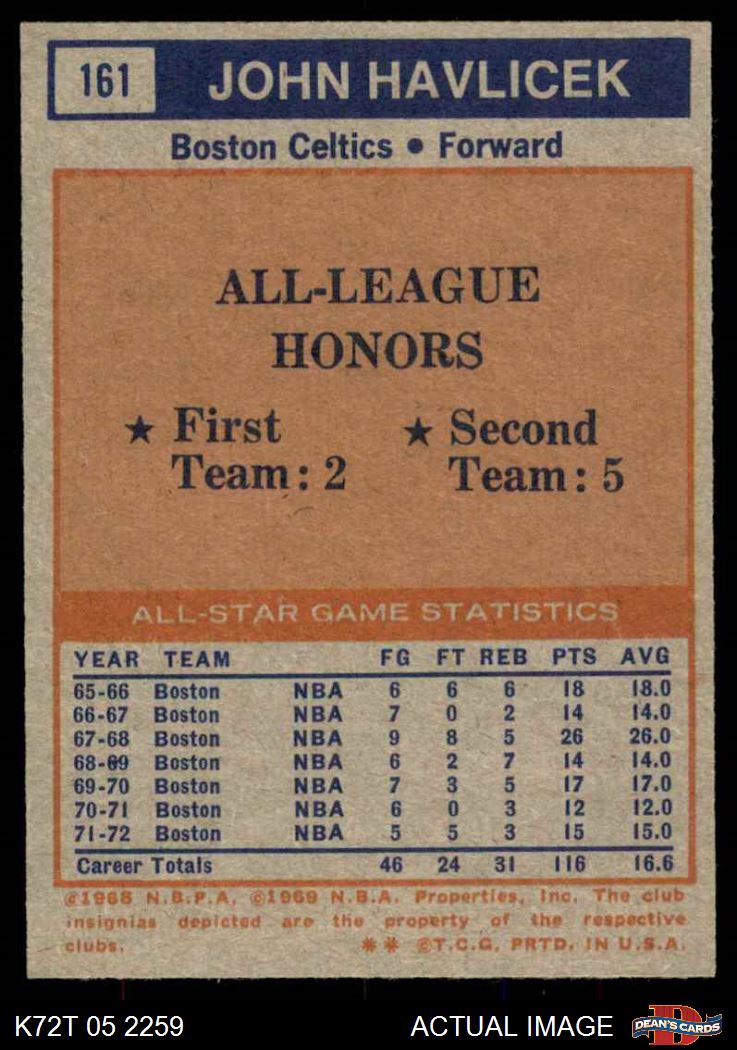 161 JOHN HAVLICEK
Boston Celtics • Forward
ALL-LEAGUE
HONORS
★ First Team: 2
★ Second Team: 5
ALL-STAR GAME STATISTICS
YEAR TEAM FG FT REB PTS AVG
65-66 Boston NBA 6 6 6 18 18.0
66-67 Boston NBA 7 0 2 14 14.0
67-68 Boston NBA 9 8 5 26 26.0
68-69 Boston NBA 6 2 7 14 14.0
69-70 Boston NBA 7 3 5 17 17.0
70-71 Boston NBA 6 0 3 12 12.0
71-72 Boston NBA 5 5 3 15 15.0
Career Totals 46 24 31 116 16.6
©1968 N.B.P.A. ©1969 N.B.A. Properties, Inc. The club
insignias depicted are the property of the respective
clubs. ** ©T.C.G. PRTD. IN U.S.A.
K72T 05 2259 ACTUAL IMAGE D DEAN'S CARDS